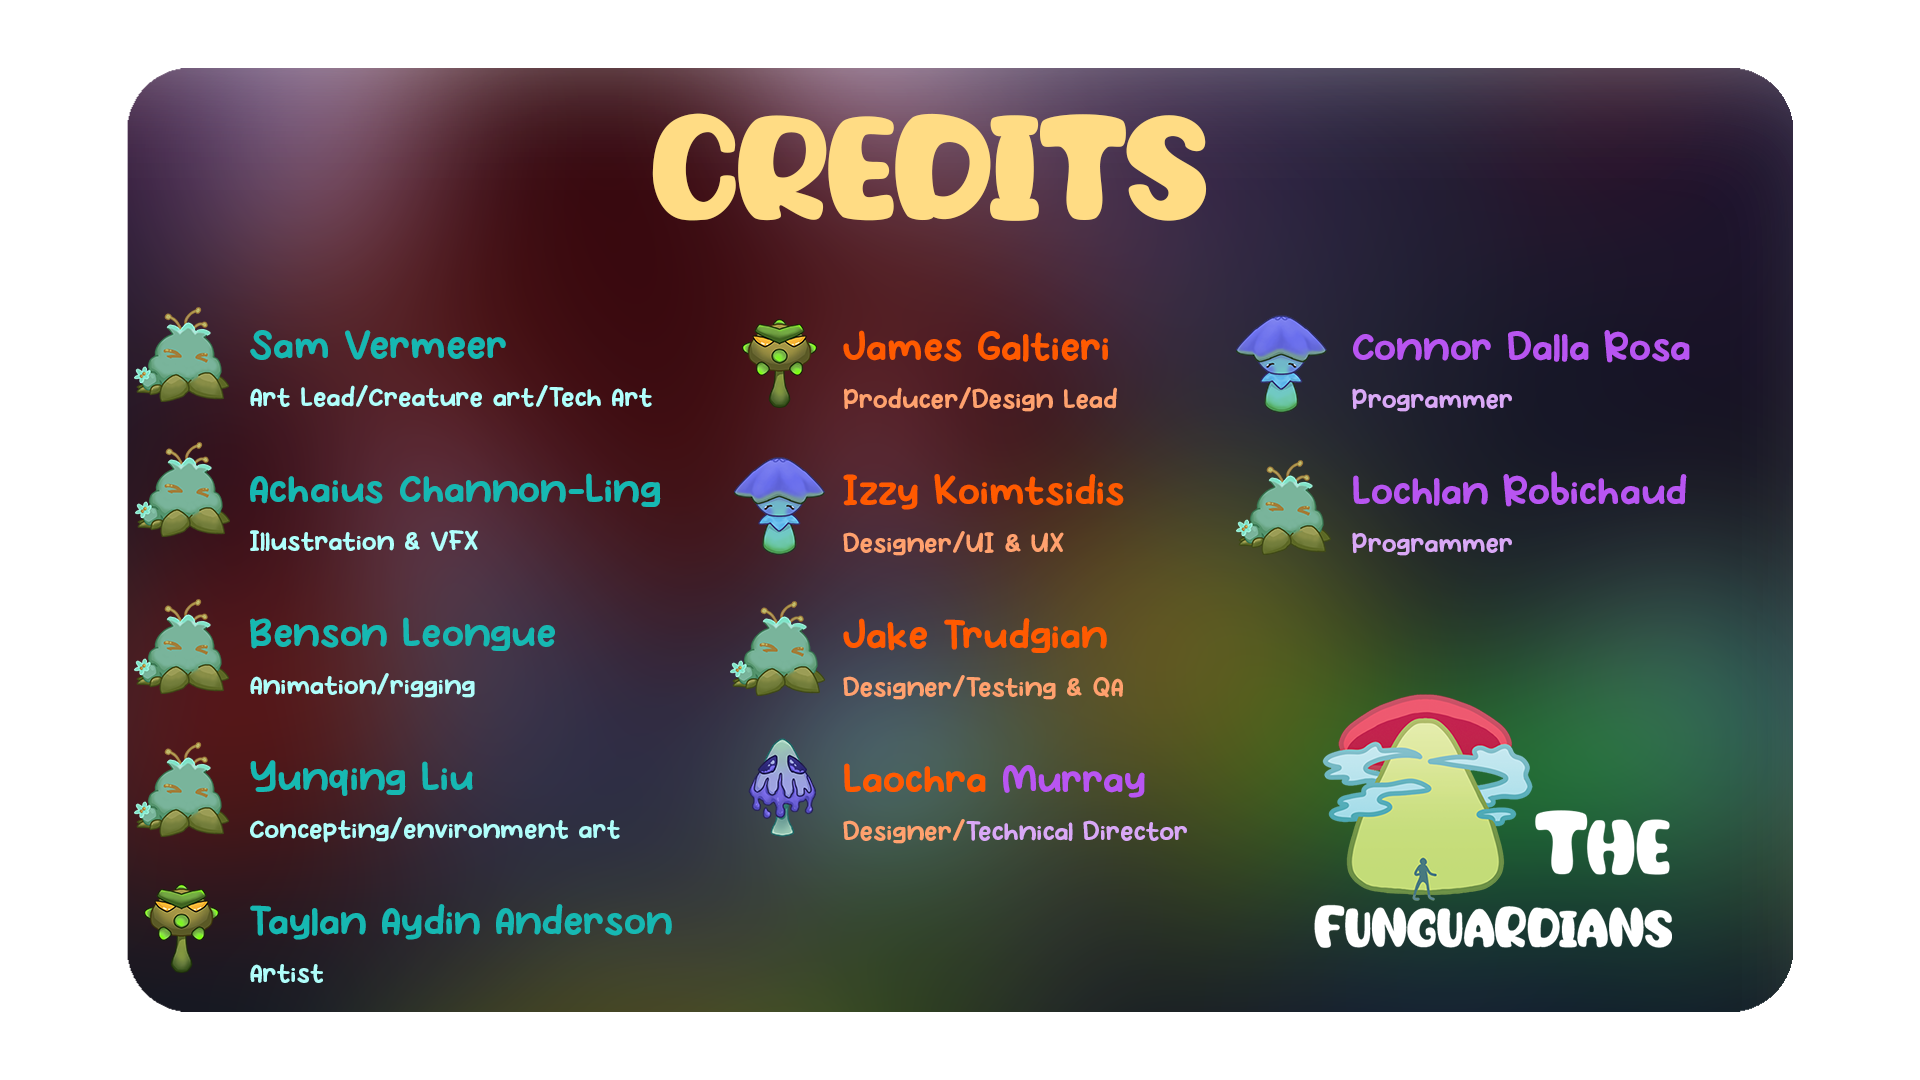 CREDITS
Sam Vermeer
Art Lead/Creature art/Tech Art
Achaius Channon-Ling
Illustration & VFX
Benson Leongue
Animation/rigging
Yunqing Liu
Concepting/environment art
Taylan Aydin Anderson
Artist
James Galtieri
Producer/Design Lead
Izzy Koimtsidis
Designer/UI & UX
Jake Trudgian
Designer/Testing & QA
Laochra Murray
Designer/Technical Director
Connor Dalla Rosa
Programmer
Lochlan Robichaud
Programmer
THE
FUNGUARDIANS